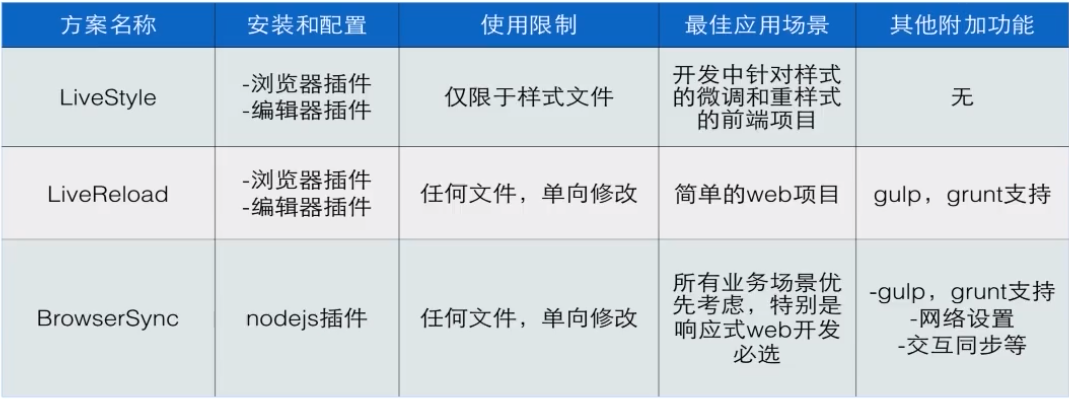 方案名称
安装和配置
使用限制
最佳应用场景
其他附加功能
LiveStyle
-浏览器插件
-编辑器插件
仅限于样式文件
开发中针对样式
的微调和重样式
的前端项目
无
LiveReload
-浏览器插件
-编辑器插件
任何文件，单向修改
简单的web项目
gulp，grunt支持
BrowserSync
nodejs插件
任何文件，单向修改
所有业务场景优
先考虑，特别是
响应式web开发
必选
-gulp，grunt支持
-网络设置
-交互同步等